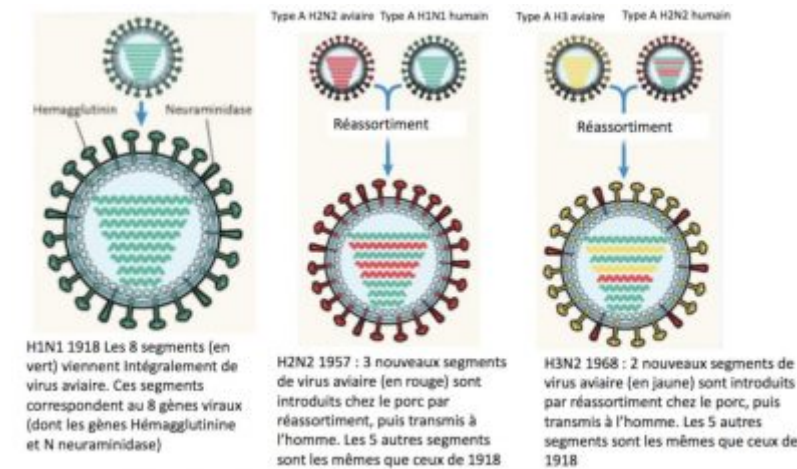 Type A H2N2 aviaire Type A H1N1 humain
Type A H3 aviaire Type A H2N2 humain
Hemagglutinin Neuraminidase
Réassortiment
Réassortiment
H1N1 1918 Les 8 segments (en
vert) viennent Intégralement de
virus aviaire. Ces segments
correspondent au 8 gènes viraux
(dont les gènes Hémagglutinine
et N neuraminidase)
H2N2 1957 : 3 nouveaux segments
de virus aviaire (en rouge) sont
introduits chez le porc par
réassortiment, puis transmis à
l'homme. Les 5 autres segments
sont les mêmes que ceux de 1918
H3N2 1968 : 2 nouveaux segments de
virus aviaire (en jaune) sont introduits
par réassortiment chez le porc, puis
transmis à l'homme. Les 5 autres
segments sont les mêmes que ceux de
1918